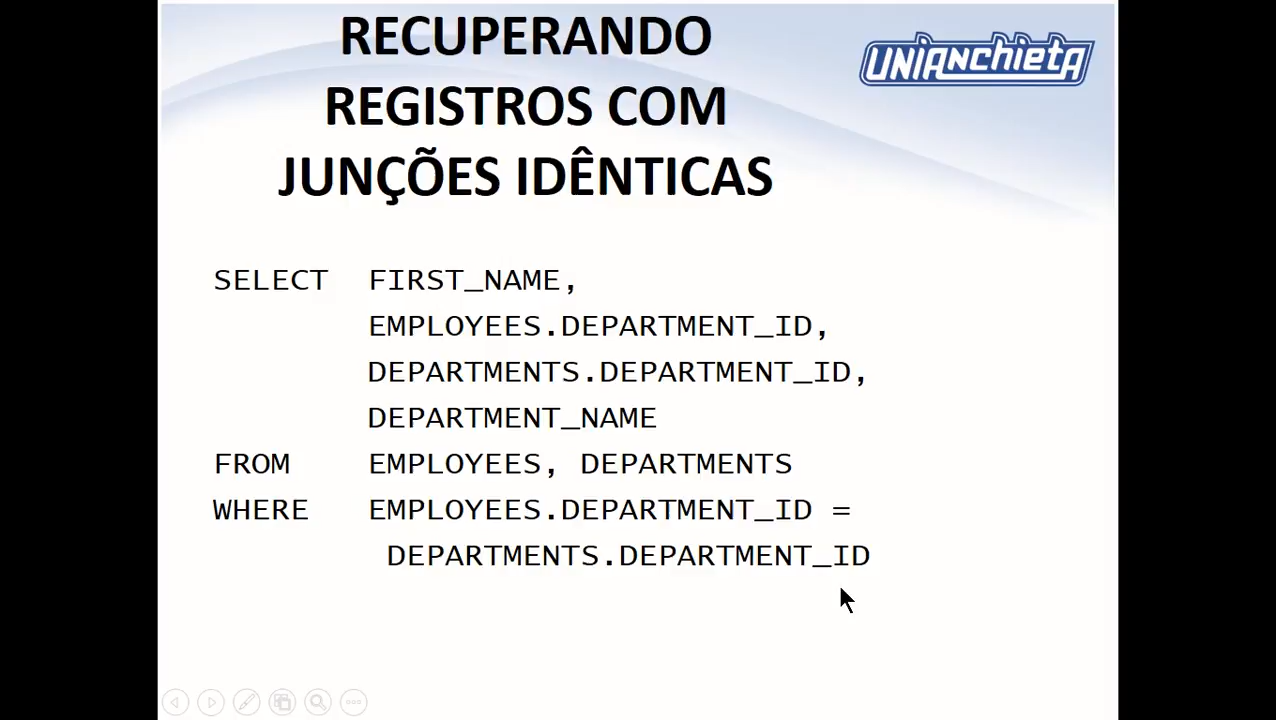 RECUPERANDO
REGISTROS COM
JUNÇÕES IDÊNTICAS
UNIANCHIETA
SELECT FIRST_NAME,
EMPLOYEES.DEPARTMENT_ID,
DEPARTMENTS.DEPARTMENT_ID,
DEPARTMENT_NAME
FROM EMPLOYEES, DEPARTMENTS
WHERE EMPLOYEES.DEPARTMENT_ID =
DEPARTMENTS.DEPARTMENT_ID